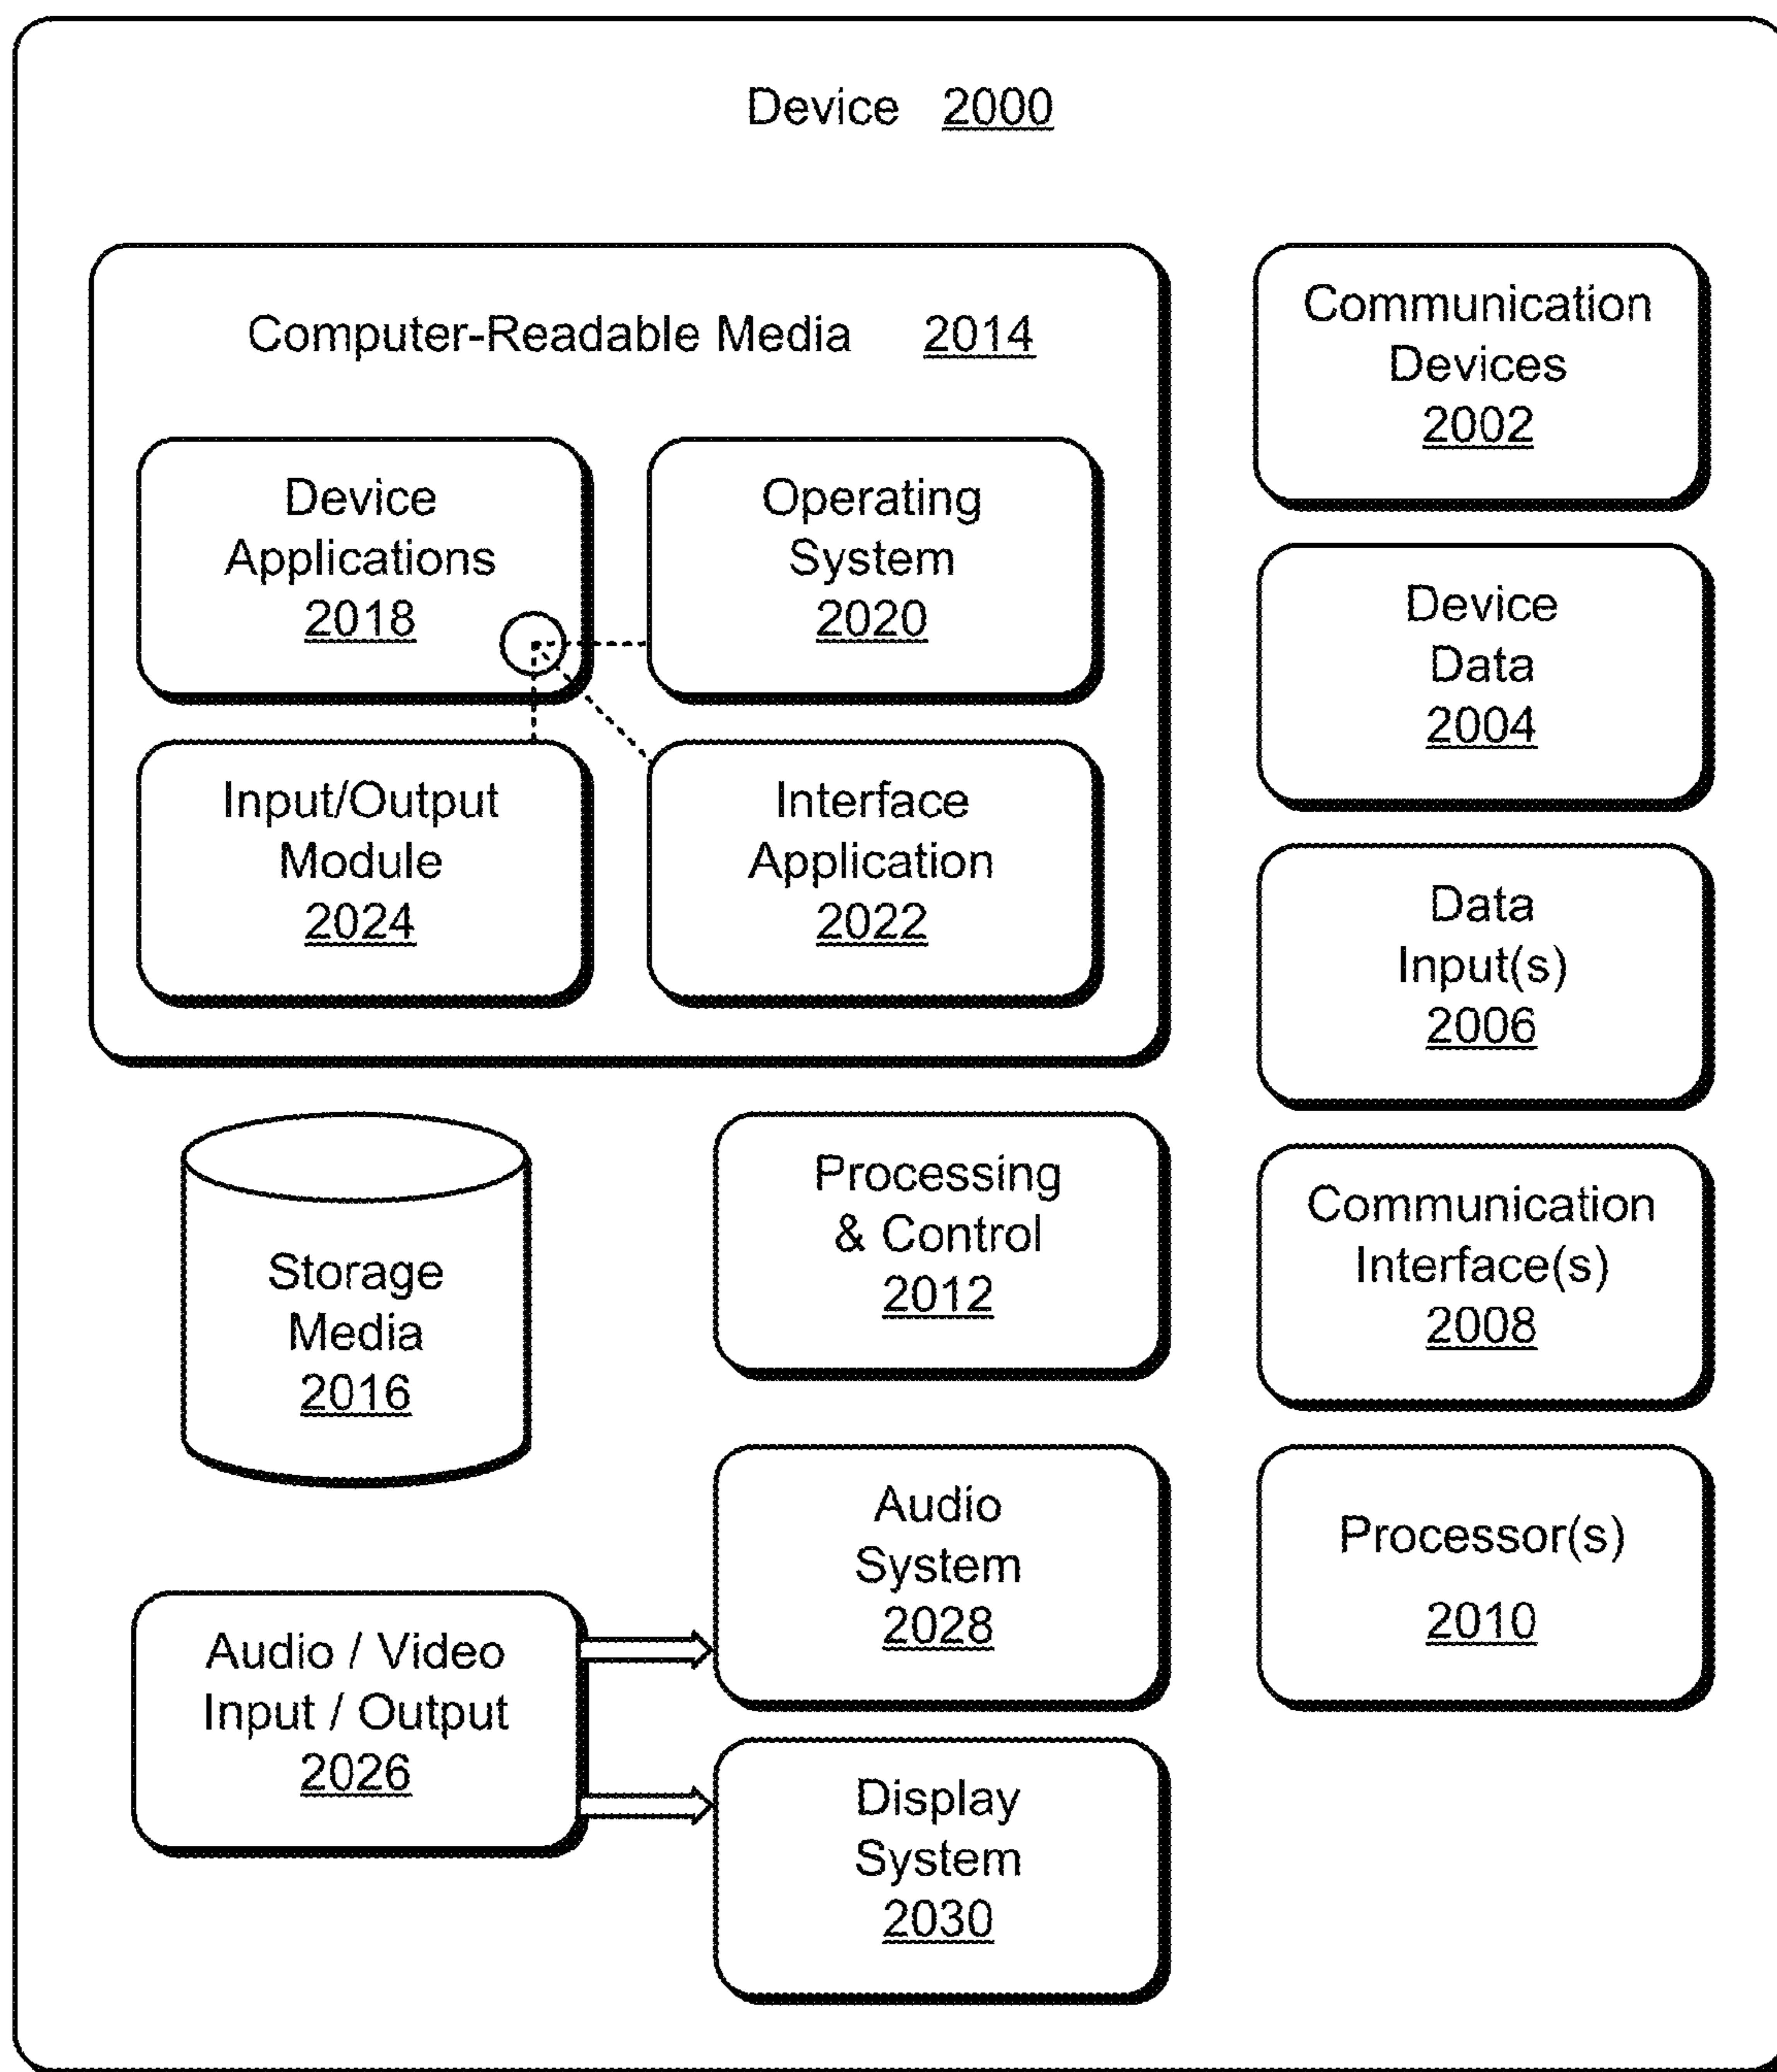 Device 2000
Computer-Readable Media 2014
Device
Applications
2018
Operating
System
2020
Input/Output
Module
2024
Interface
Application
2022
Storage
Media
2016
Processing
& Control
2012
Audio / Video
Input / Output
2026
Audio
System
2028
Display
System
2030
Communication
Devices
2002
Device
Data
2004
Data
Input(s)
2006
Communication
Interface(s)
2008
Processor(s)
2010